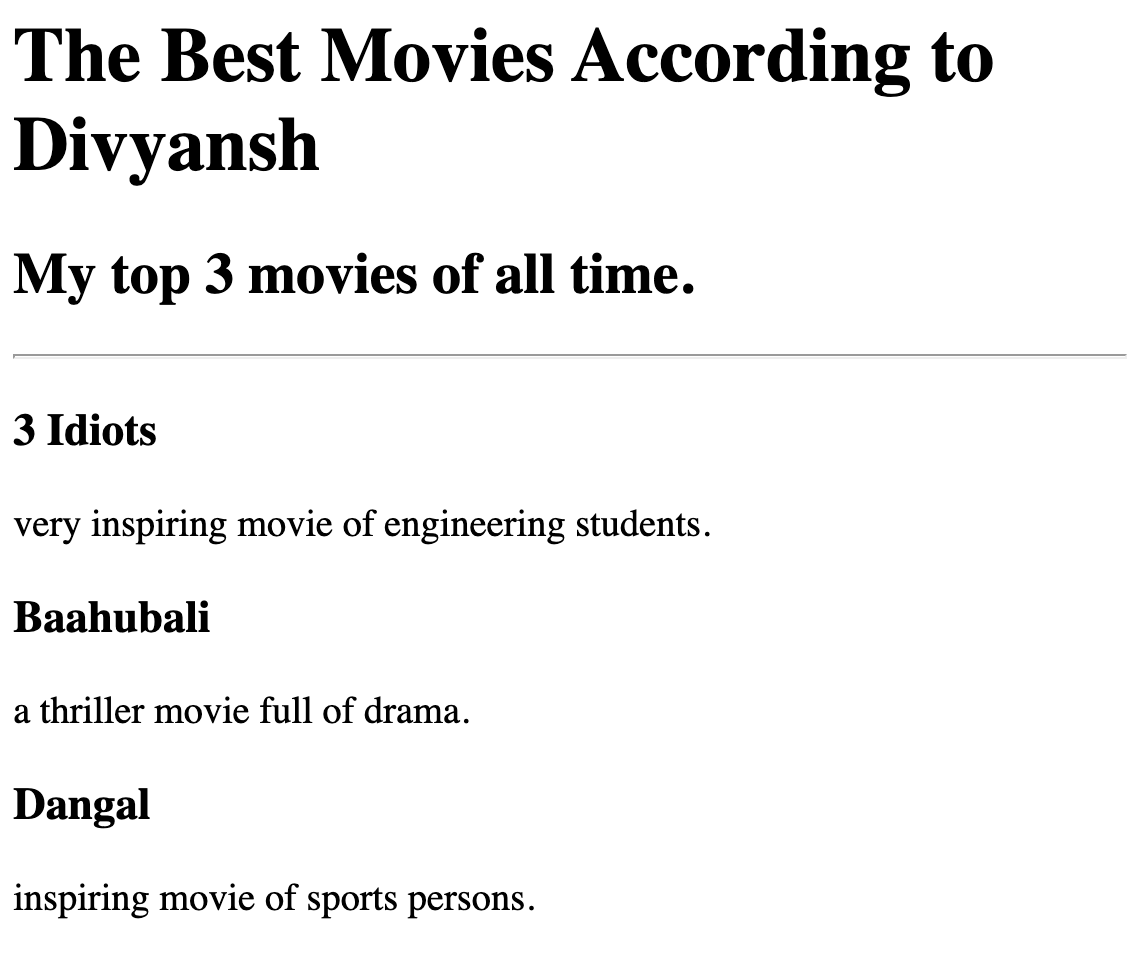 The Best Movies According to
Divyansh
My top 3 movies of all time.
3 Idiots
very inspiring movie of engineering students.
Baahubali
a thriller movie full of drama.
Dangal
inspiring movie of sports persons.